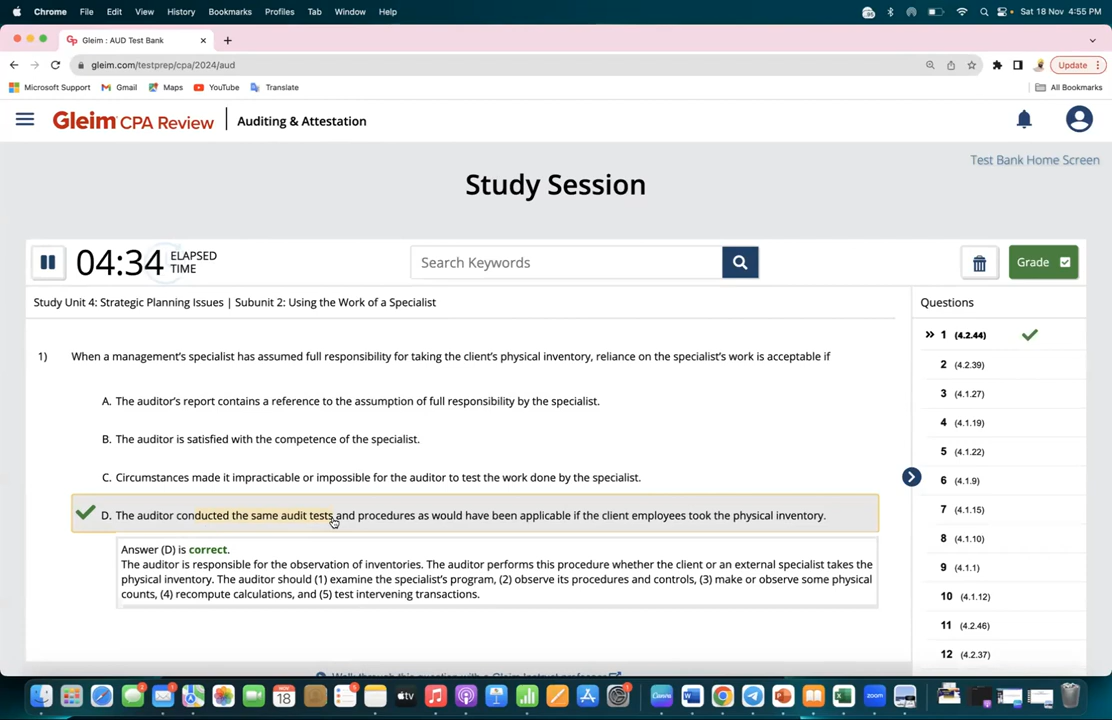 Chrome File Edit View History Bookmarks Profiles Tab Window Help
Sat 18 Nov 4:55 PM
Gleim : AUD Test Bank
gleim.com/testprep/cpa/2024/aud
Update
Microsoft Support Gmail Maps YouTube Translate
All Bookmarks
Gleim CPA Review Auditing & Attestation
Test Bank Home Screen
Study Session
04:34 ELAPSED TIME
Search Keywords
Grade
Study Unit 4: Strategic Planning Issues | Subunit 2: Using the Work of a Specialist
1) When a management's specialist has assumed full responsibility for taking the client's physical inventory, reliance on the specialist's work is acceptable if
A. The auditor's report contains a reference to the assumption of full responsibility by the specialist.
B. The auditor is satisfied with the competence of the specialist.
C. Circumstances made it impracticable or impossible for the auditor to test the work done by the specialist.
D. The auditor conducted the same audit tests and procedures as would have been applicable if the client employees took the physical inventory.
Answer (D) is correct.
The auditor is responsible for the observation of inventories. The auditor performs this procedure whether the client or an external specialist takes the
physical inventory. The auditor should (1) examine the specialist's program, (2) observe its procedures and controls, (3) make or observe some physical
counts, (4) recompute calculations, and (5) test intervening transactions.
Questions
1 (4.2.44)
2 (4.2.39)
3 (4.1.27)
4 (4.1.19)
5 (4.1.22)
6 (4.1.9)
7 (4.1.15)
8 (4.1.10)
9 (4.1.1)
10 (4.1.12)
11 (4.2.46)
12 (4.2.37)
Walk through this question with a Gleim Instruct professor
NOV
18
tv
zoom